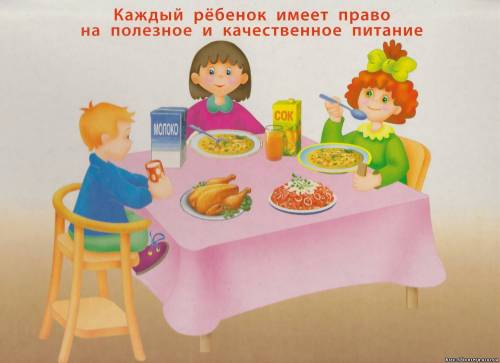 Каждый рёбенок имеет право
на полезное и качественное питание
МОЛОКО
СОК